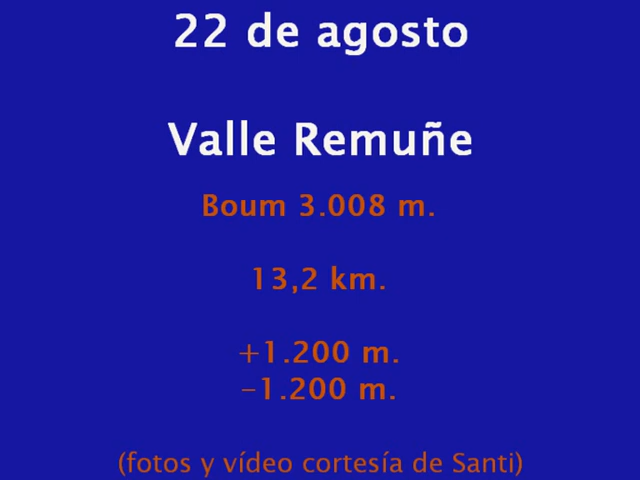 22 de agosto
Valle Remuñe
Boum 3.008 m.
13,2 km.
+1.200 m.
-1.200 m.
(fotos y vídeo cortesía de Santi)